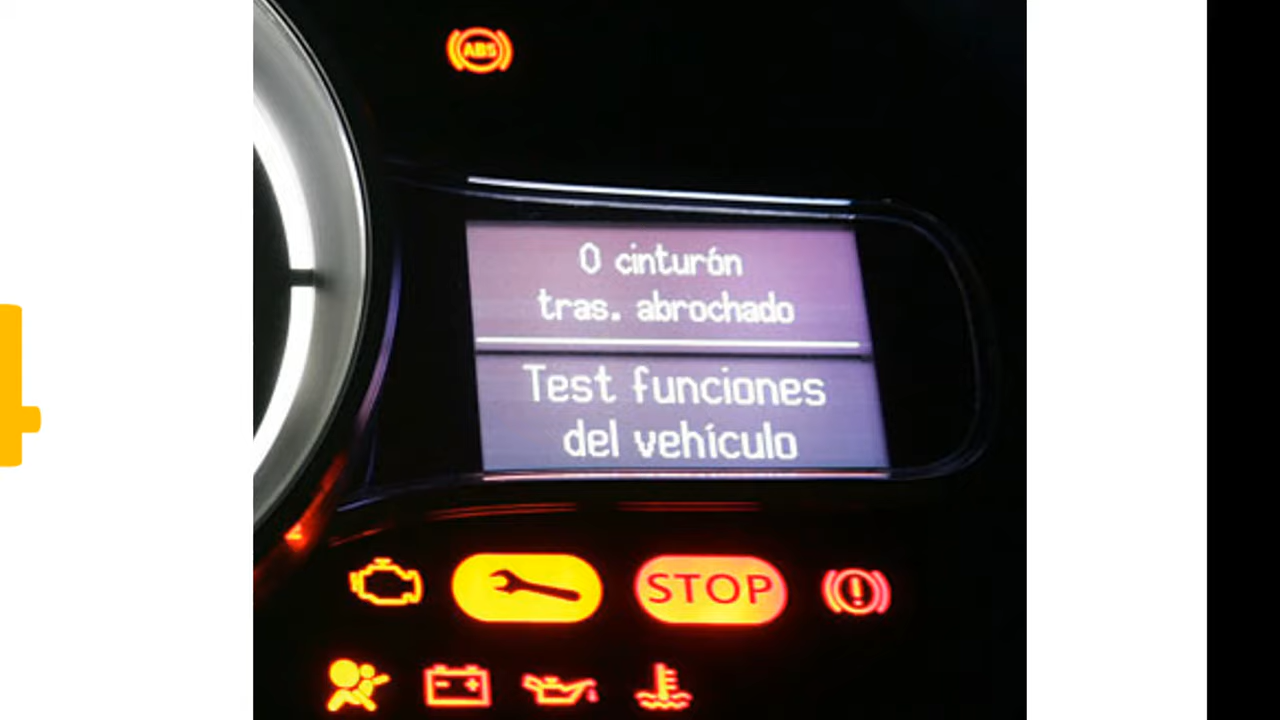 ABS
0 cinturón
tras. abrochado
Test funciones
del vehículo
STOP